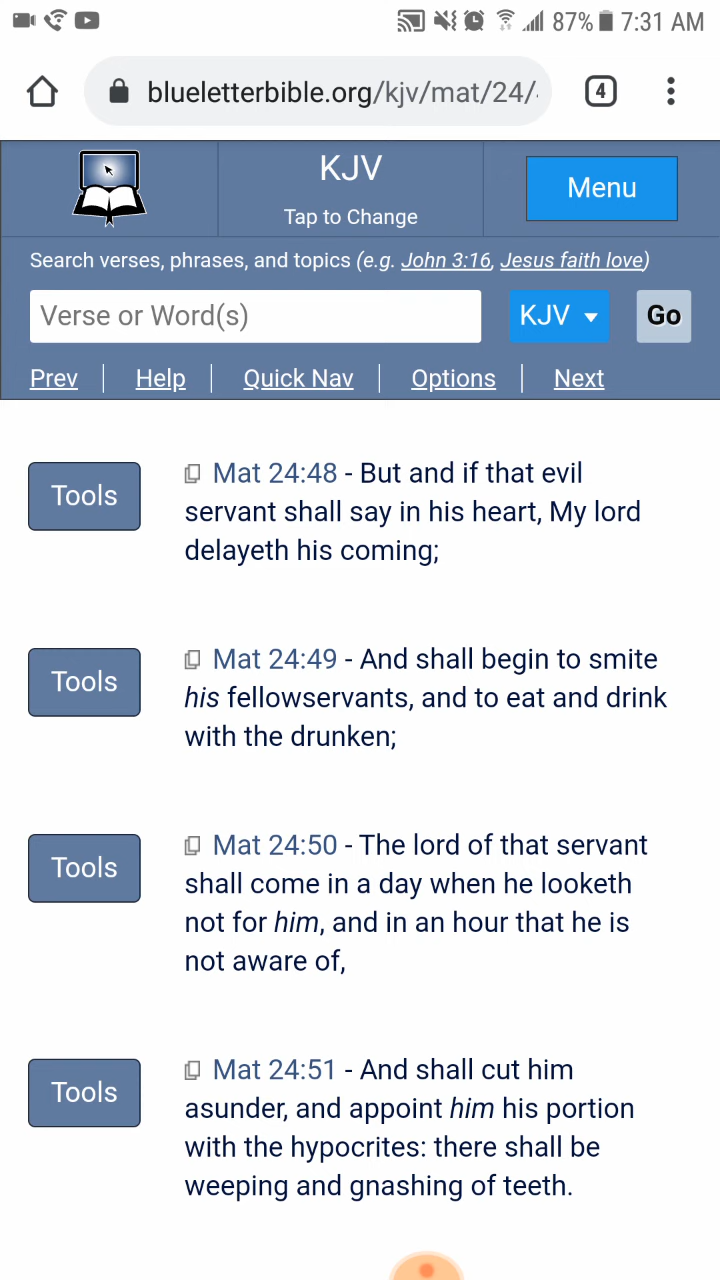 87% 7:31 AM
blueletterbible.org/kjv/mat/24/
4
KJV
Tap to Change
Menu
Search verses, phrases, and topics (e.g. John 3:16, Jesus faith love)
Verse or Word(s)
KJV
Go
Prev | Help | Quick Nav | Options | Next
Tools
Mat 24:48 - But and if that evil
servant shall say in his heart, My lord
delayeth his coming;
Tools
Mat 24:49 - And shall begin to smite
his fellowservants, and to eat and drink
with the drunken;
Tools
Mat 24:50 - The lord of that servant
shall come in a day when he looketh
not for him, and in an hour that he is
not aware of,
Tools
Mat 24:51 - And shall cut him
asunder, and appoint him his portion
with the hypocrites: there shall be
weeping and gnashing of teeth.